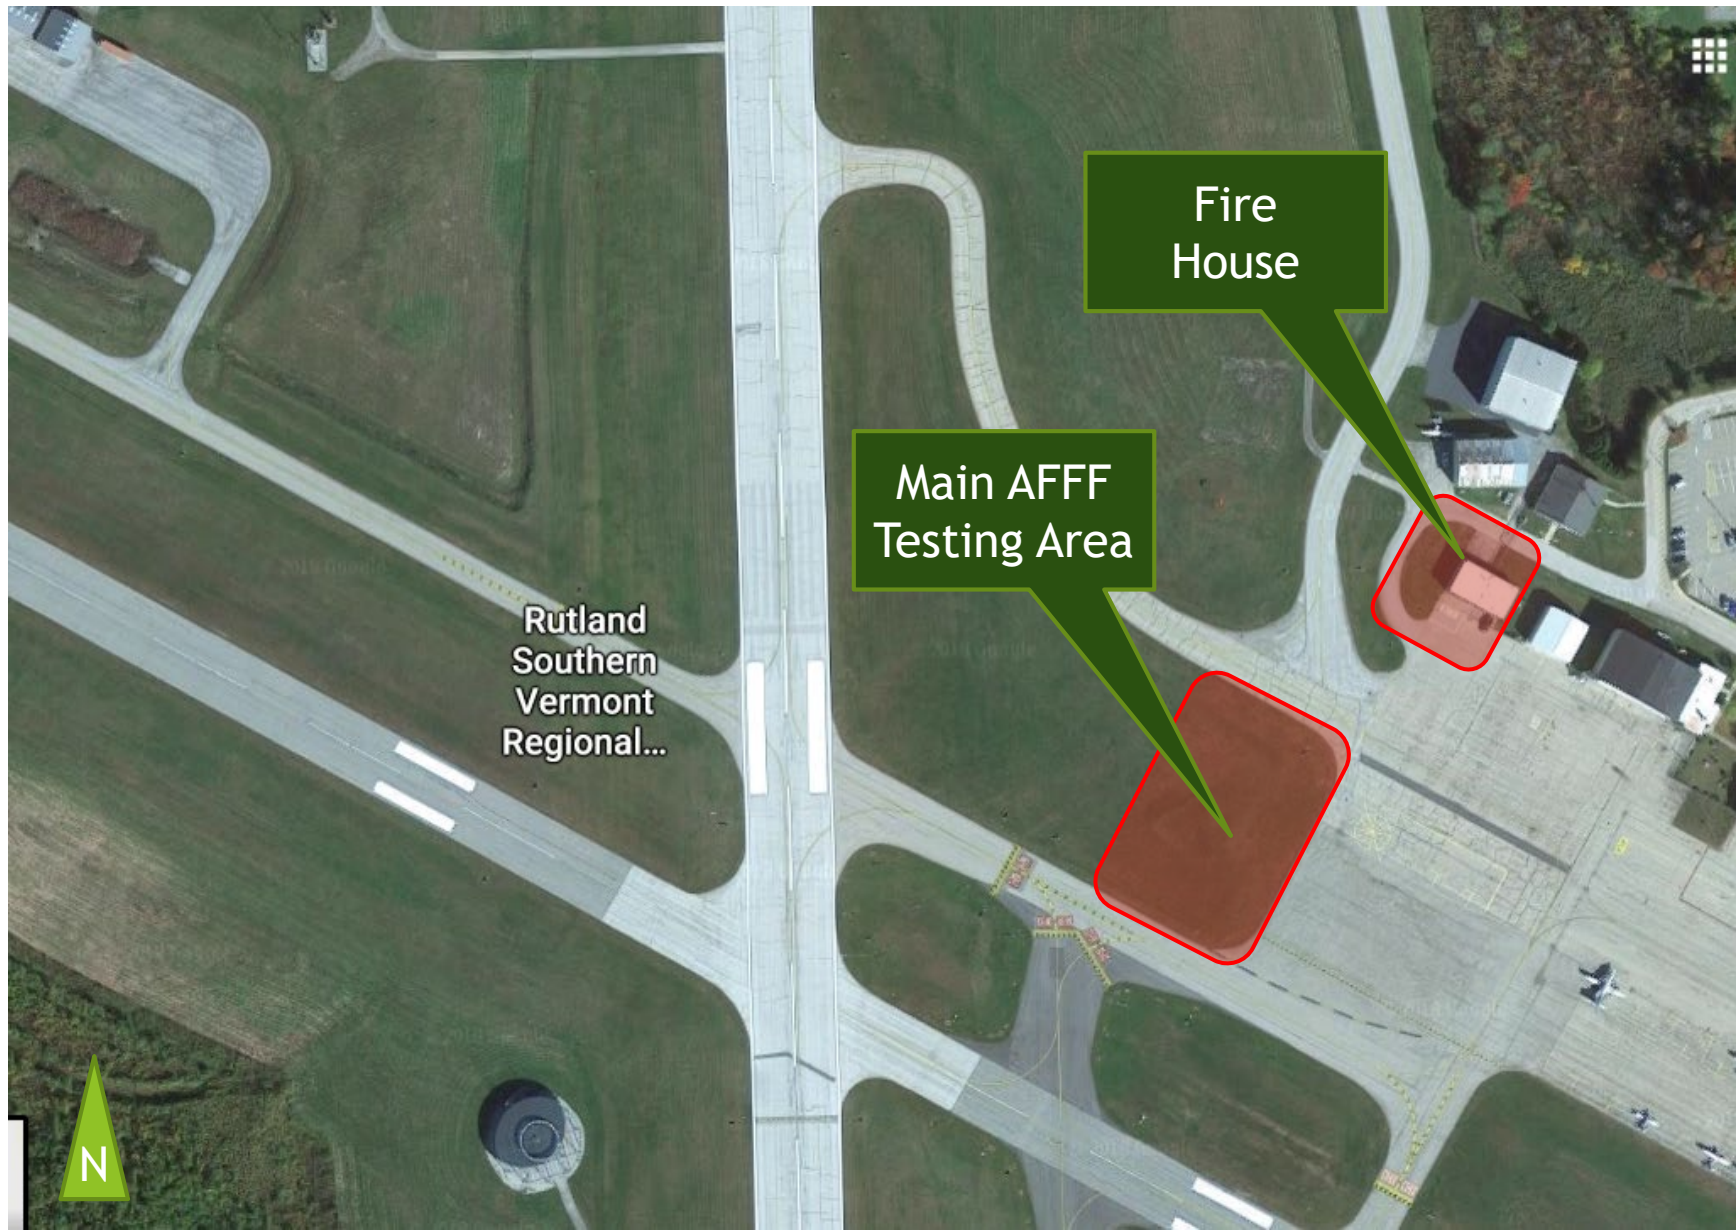 Fire
House
Main AFFF
Testing Area
Rutland
Southern
Vermont
Regional...
N